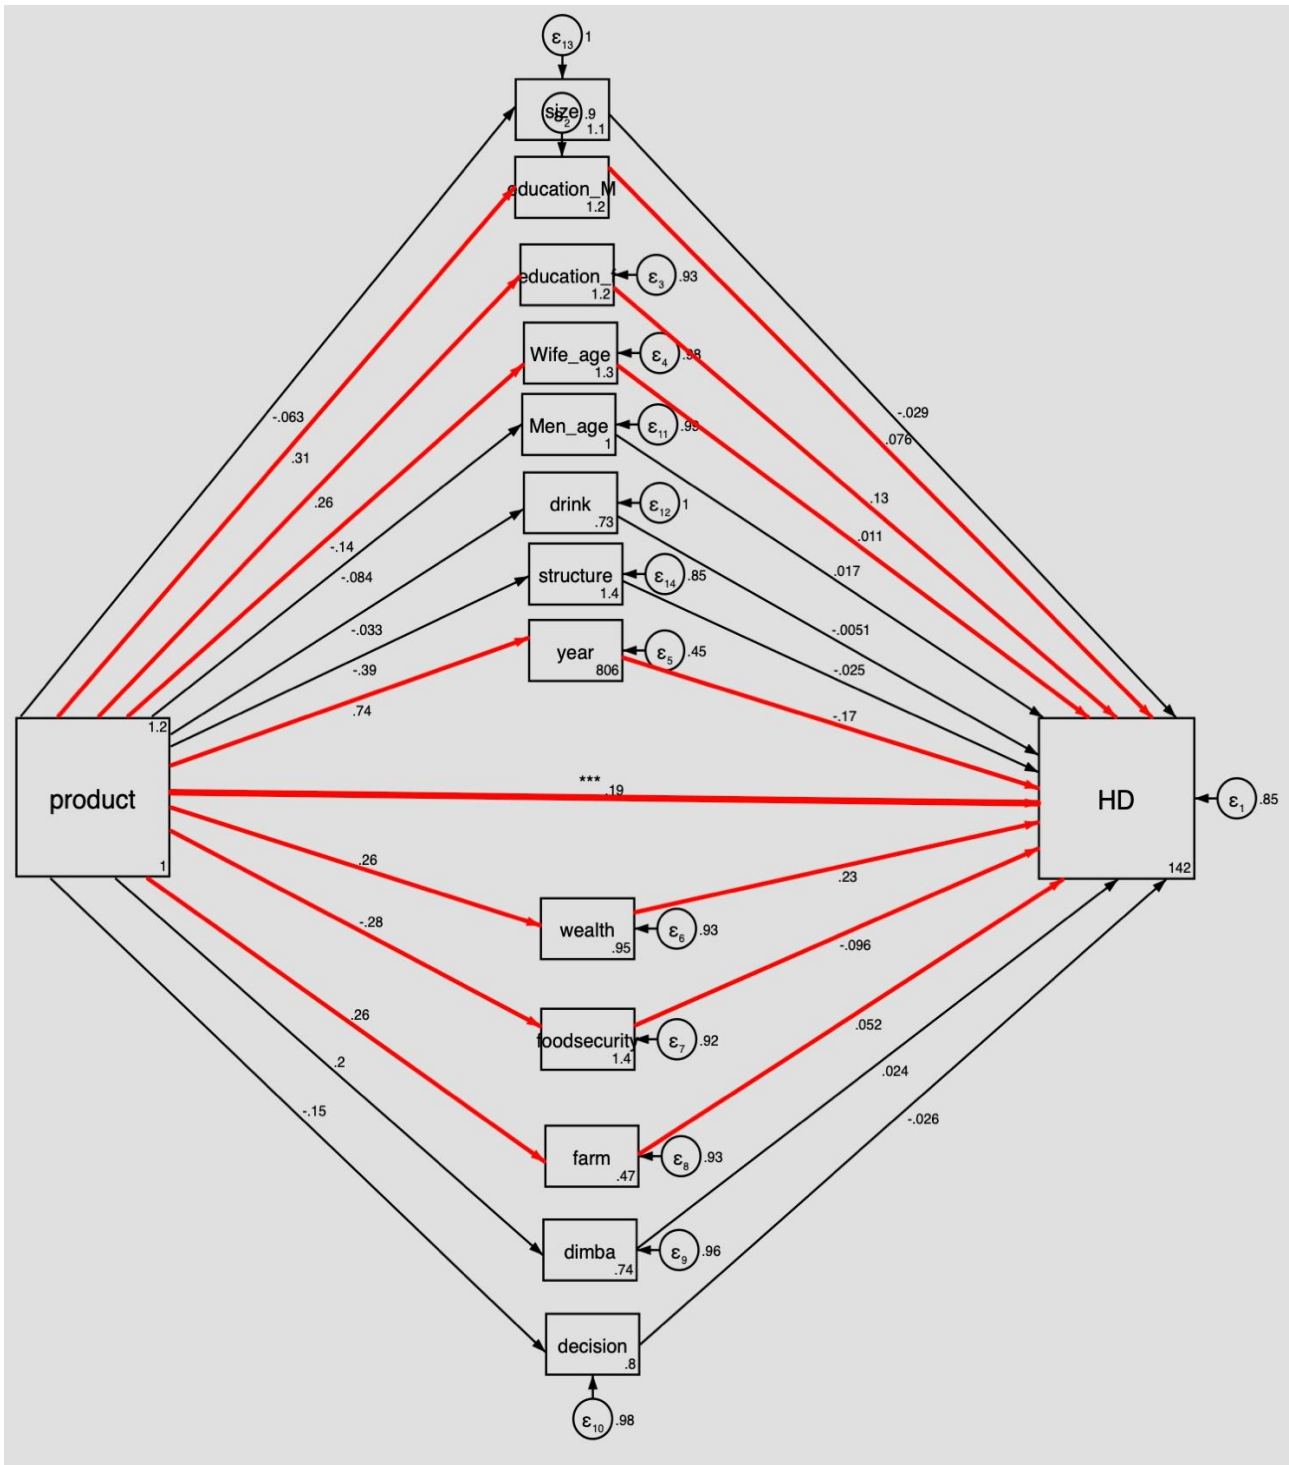 ε13 1
size
ε2 .9
1.1
education_M
1.2
education_
1.2
ε3 .93
Wife_age
1.3
ε4 .98
Men_age
1
ε11 .99
-.063
-.029
.31
.076
.26
.13
drink
.73
ε12 1
-.14
.011
-.084
.017
structure
1.4
ε14 .85
-.033
-.0051
year
806
ε5 .45
-.39
-.025
.74
-.17
1.2
product
1
***
.19
HD
142
ε1 .85
.26
.23
wealth
.95
ε6 .93
-.28
-.096
foodsecurity
1.4
ε7 .92
.26
.052
.2
.024
-.15
-.026
farm
.47
ε8 .93
dimba
.74
ε9 .96
decision
.8
ε10 .98